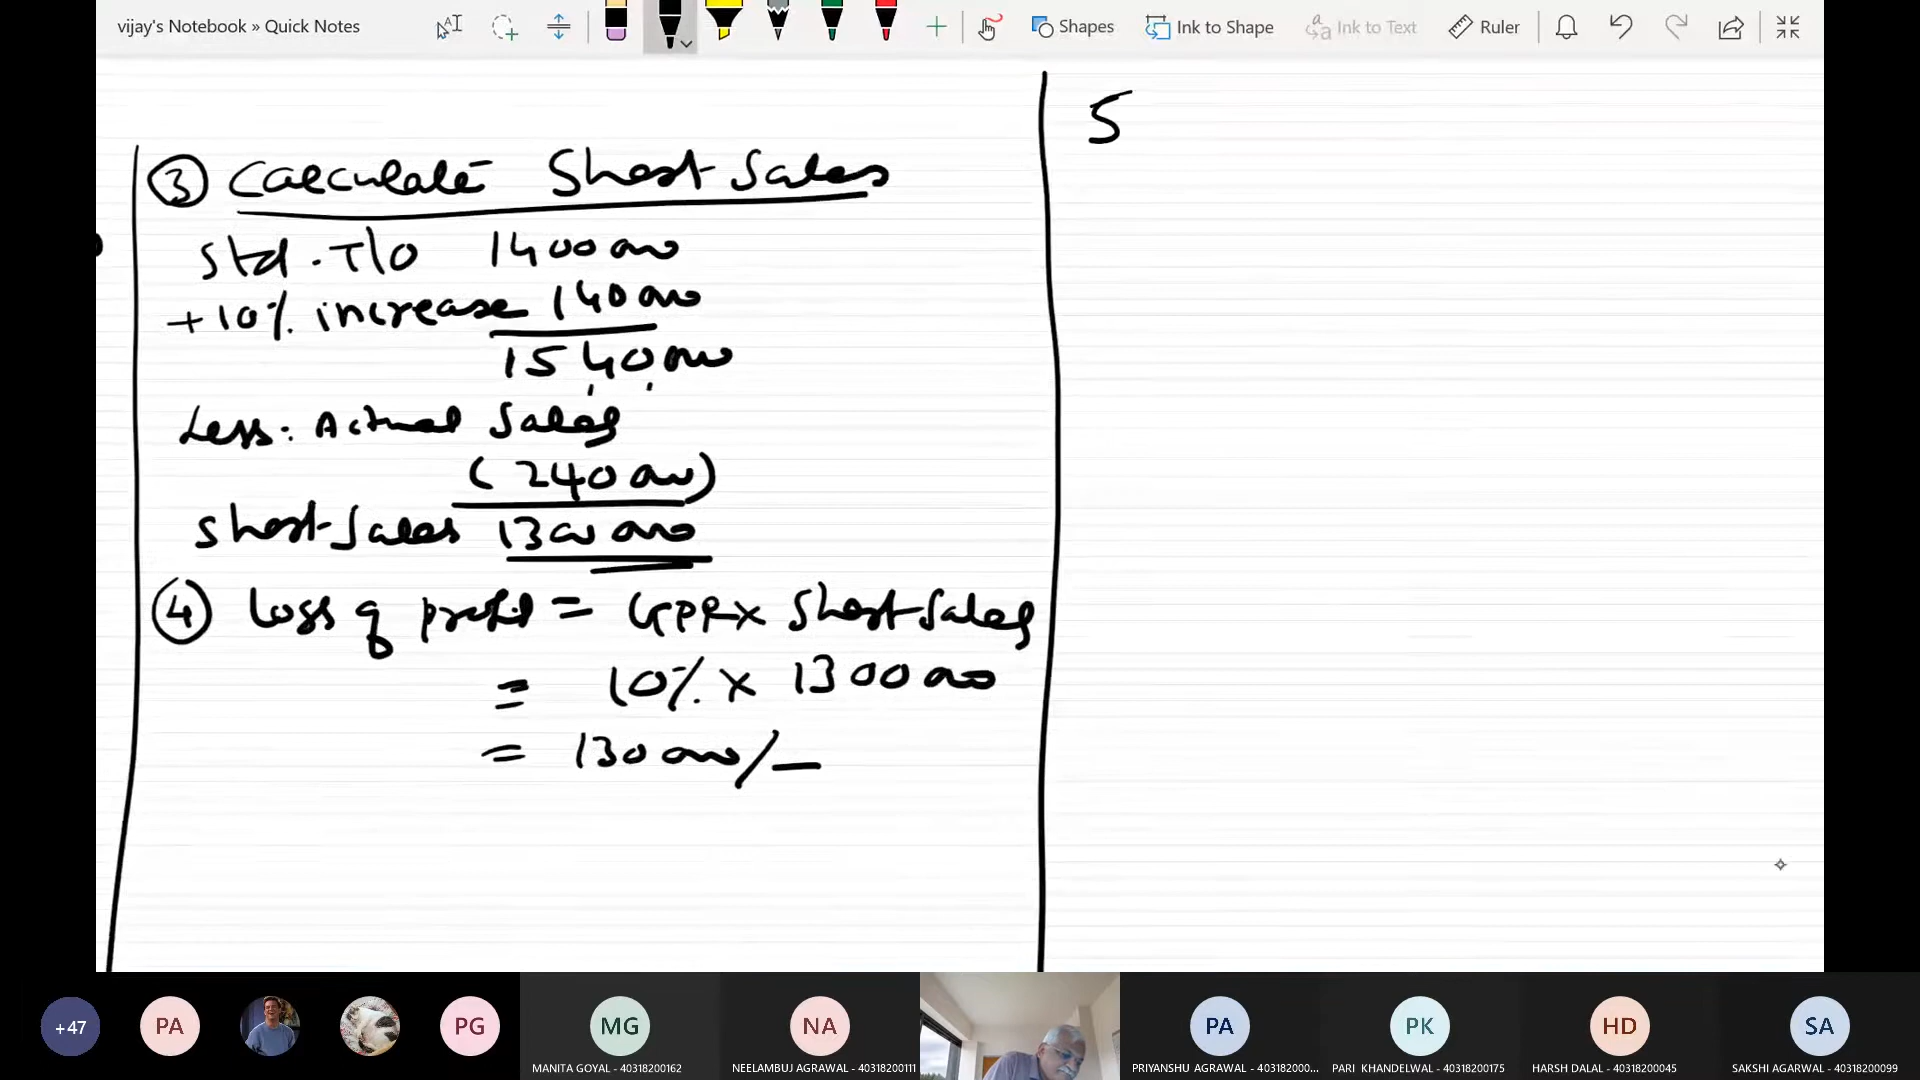 vijay's Notebook » Quick Notes
Shapes
Ink to Shape
Ink to Text
Ruler
③ Calculate Short Sales
Std. T/O 1400000
+10% increase 140000
1540000
Less: Actual Sales
(240000)
Short Sales 1300000
④ Loss of profit = GPR x Short Sales
= 10% x 1300000
= 130000/-
5
+47
PA
PG
MG
NA
PA
PK
HD
SA
MANITA GOYAL - 40318200162
NEELAMBUJ AGRAWAL - 40318200111
PRIYANSHU AGRAWAL - 403182000...
PARI KHANDELWAL - 40318200175
HARSH DALAL - 40318200045
SAKSHI AGARWAL - 40318200099